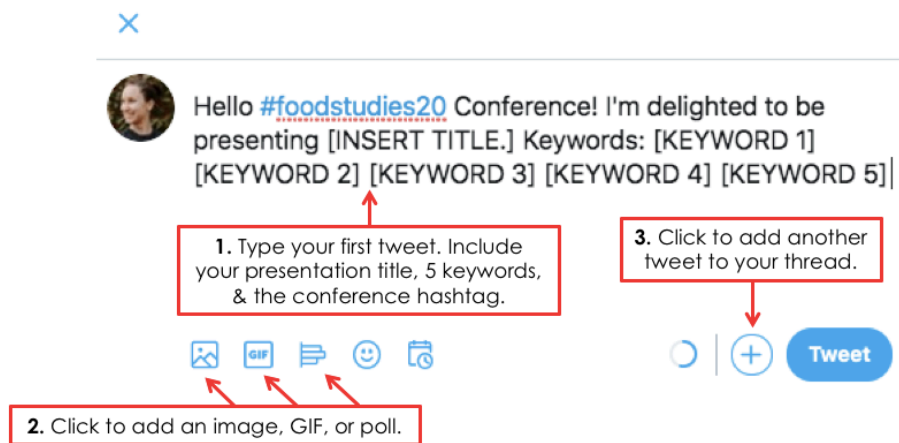 Hello #foodstudies20 Conference! I'm delighted to be
presenting [INSERT TITLE.] Keywords: [KEYWORD 1]
[KEYWORD 2] [KEYWORD 3] [KEYWORD 4] [KEYWORD 5]
1. Type your first tweet. Include
your presentation title, 5 keywords,
& the conference hashtag.
3. Click to add another
tweet to your thread.
GIF
Tweet
2. Click to add an image, GIF, or poll.